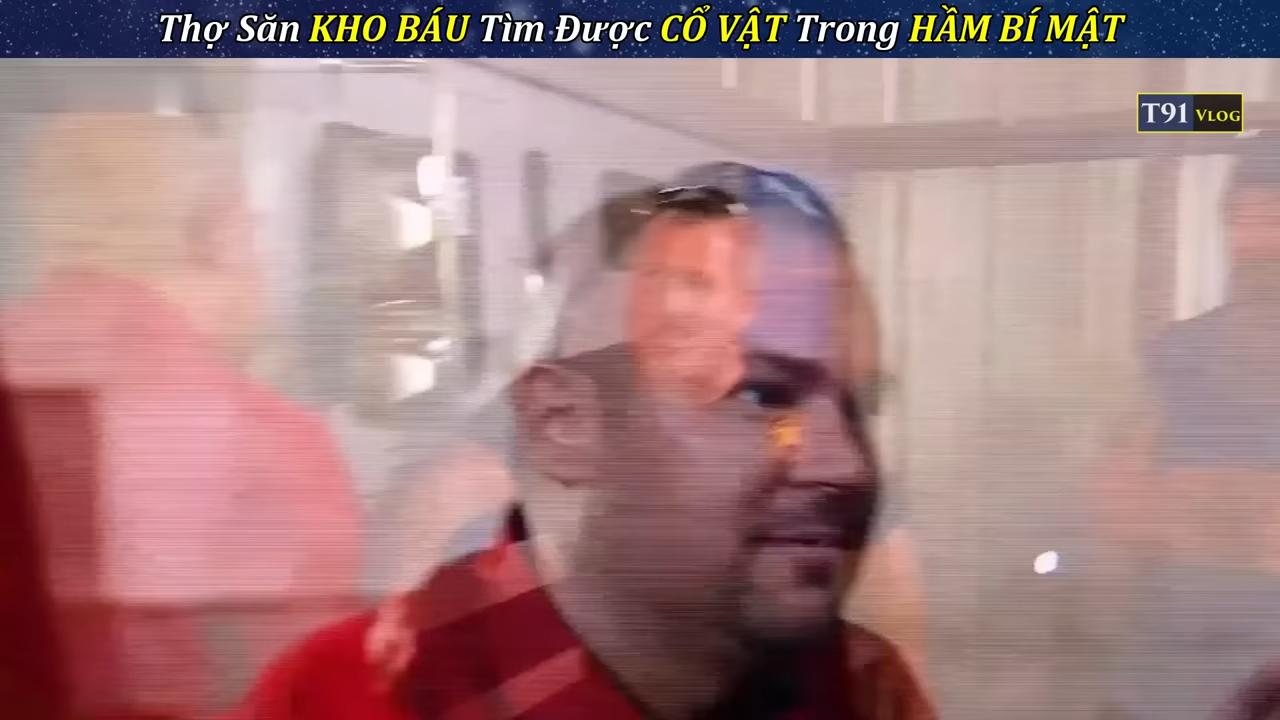 Thợ Săn KHO BÁU Tìm Được CỔ VẬT Trong HẦM BÍ MẬT
T91 VLOG